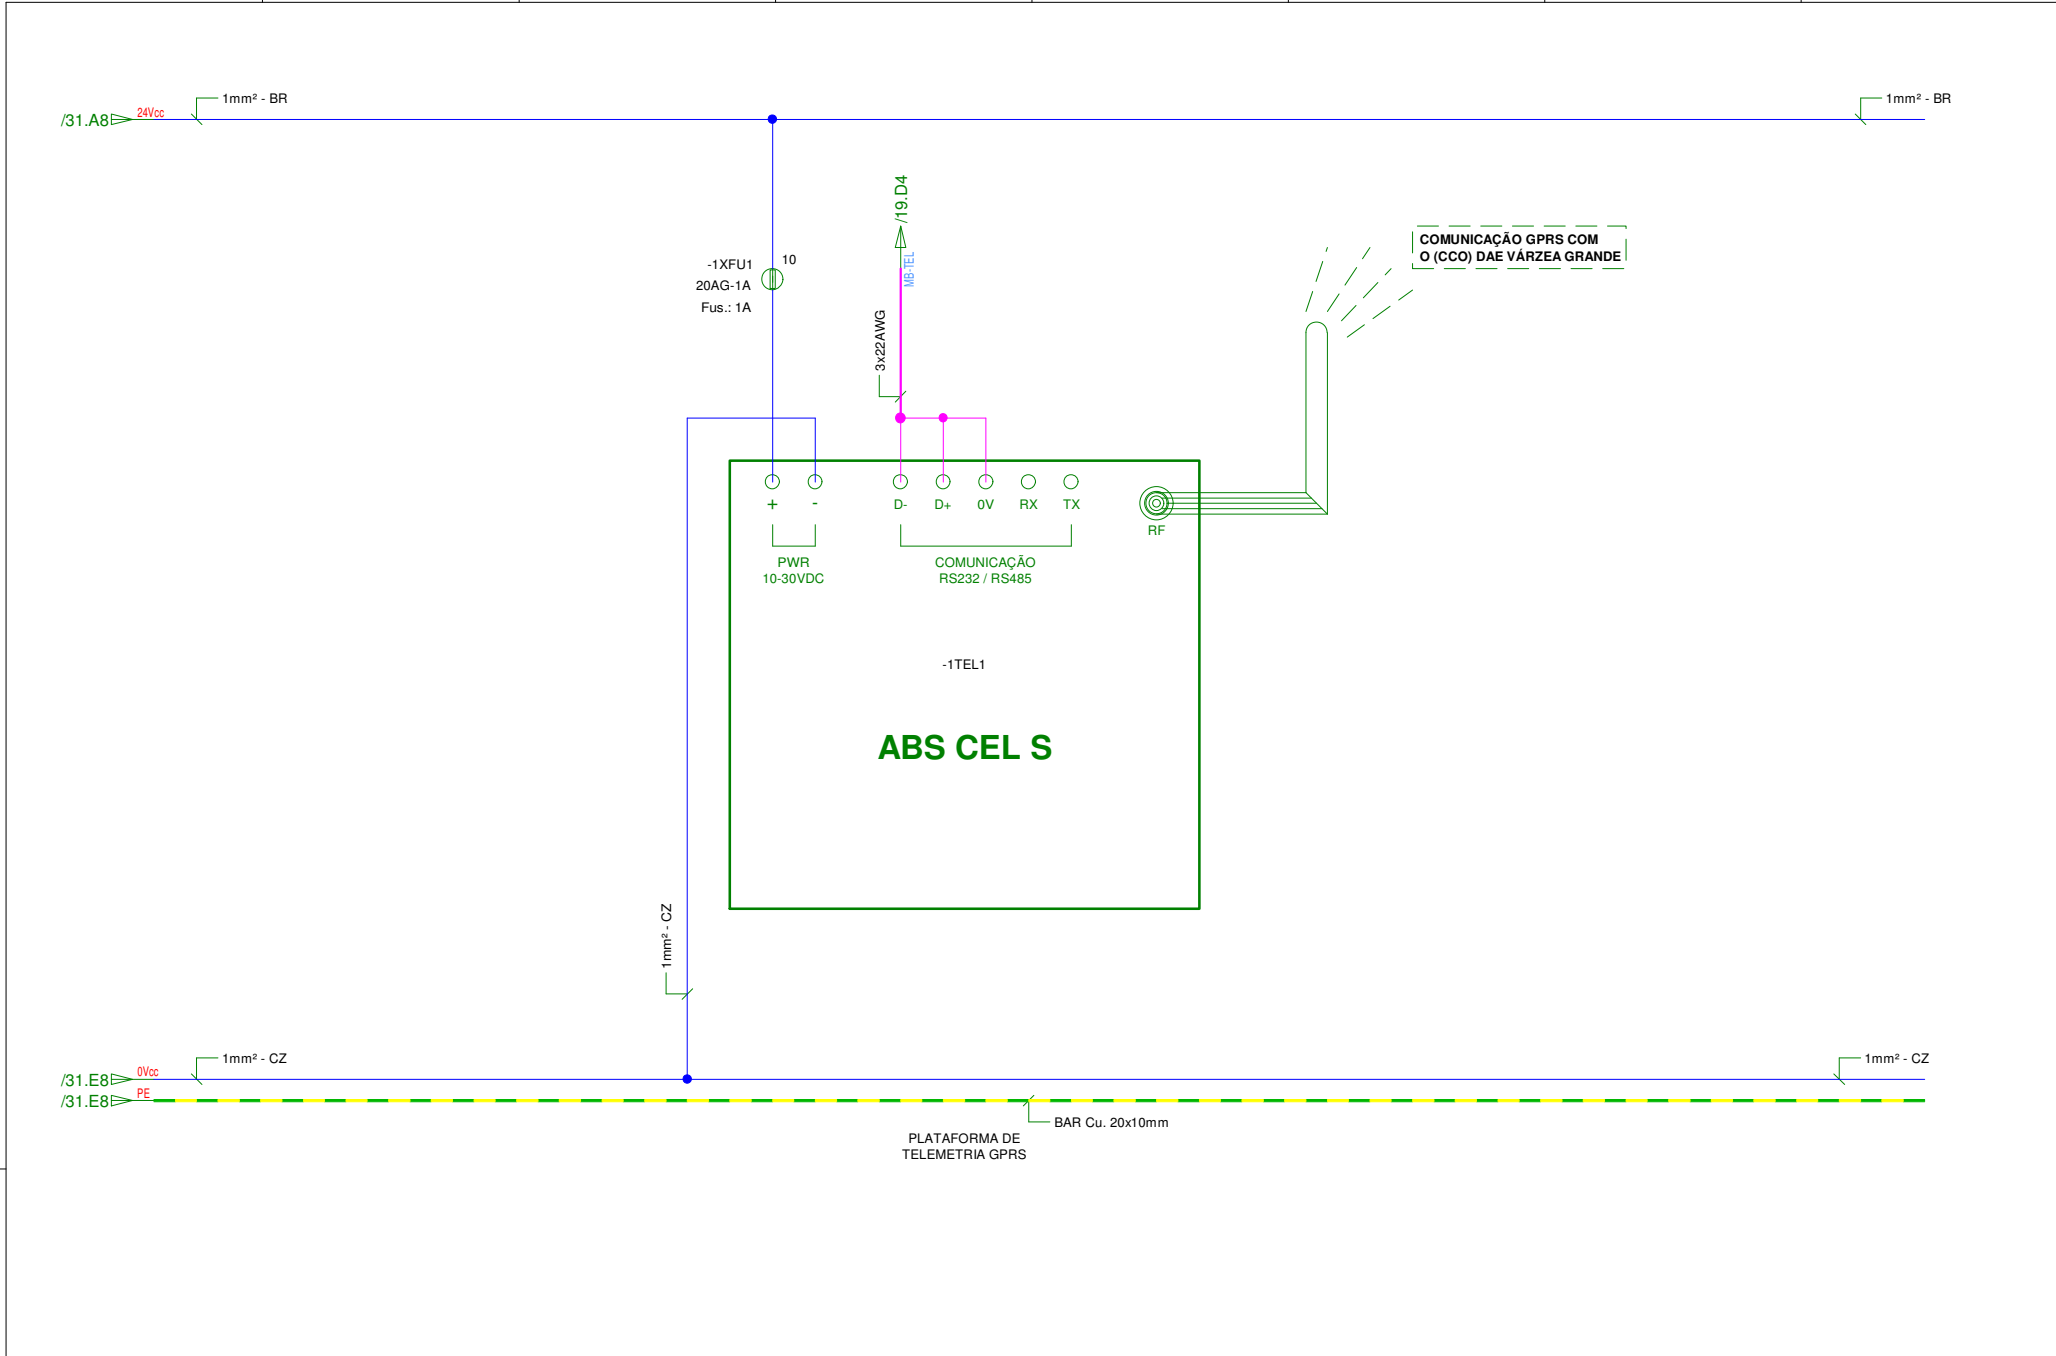 1mm² - BR
1mm² - BR
/31.A8
24Vcc
/19.D4
MB-TEL
COMUNICAÇÃO GPRS COM
O (CCO) DAE VÁRZEA GRANDE
-1XFU1
10
20AG-1A
Fus.: 1A
3x22AWG
+
-
D-
D+
0V
RX
TX
RF
PWR
10-30VDC
COMUNICAÇÃO
RS232 / RS485
-1TEL1
ABS CEL S
1mm² - CZ
1mm² - CZ
1mm² - CZ
/31.E8
0Vcc
/31.E8
PE
BAR Cu. 20x10mm
PLATAFORMA DE
TELEMETRIA GPRS